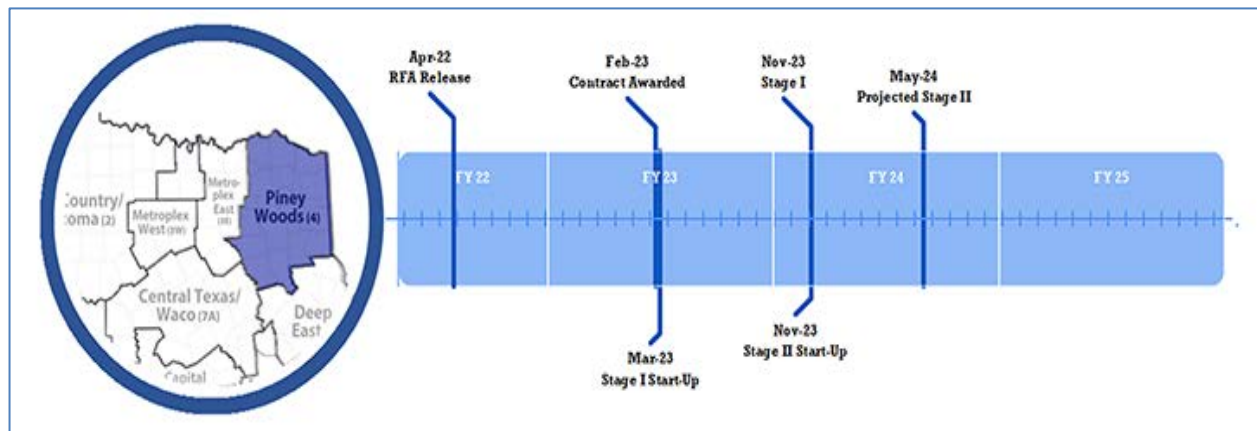 :ountry/
:oma (2)
Metroplex
West (3W)
Metro-
plex
East
(3E)
Piney
Woods (4)
Central Texas/
Waco (7A)
Deep
East
Capital
Apr-22
RFA Release
Feb-23
Contract Awarded
Nov-23
Stage I
May-24
Projected Stage II
FY 22
FY 23
FY 24
FY 25
Mar-23
Stage I Start-Up
Nov-23
Stage II Start-Up